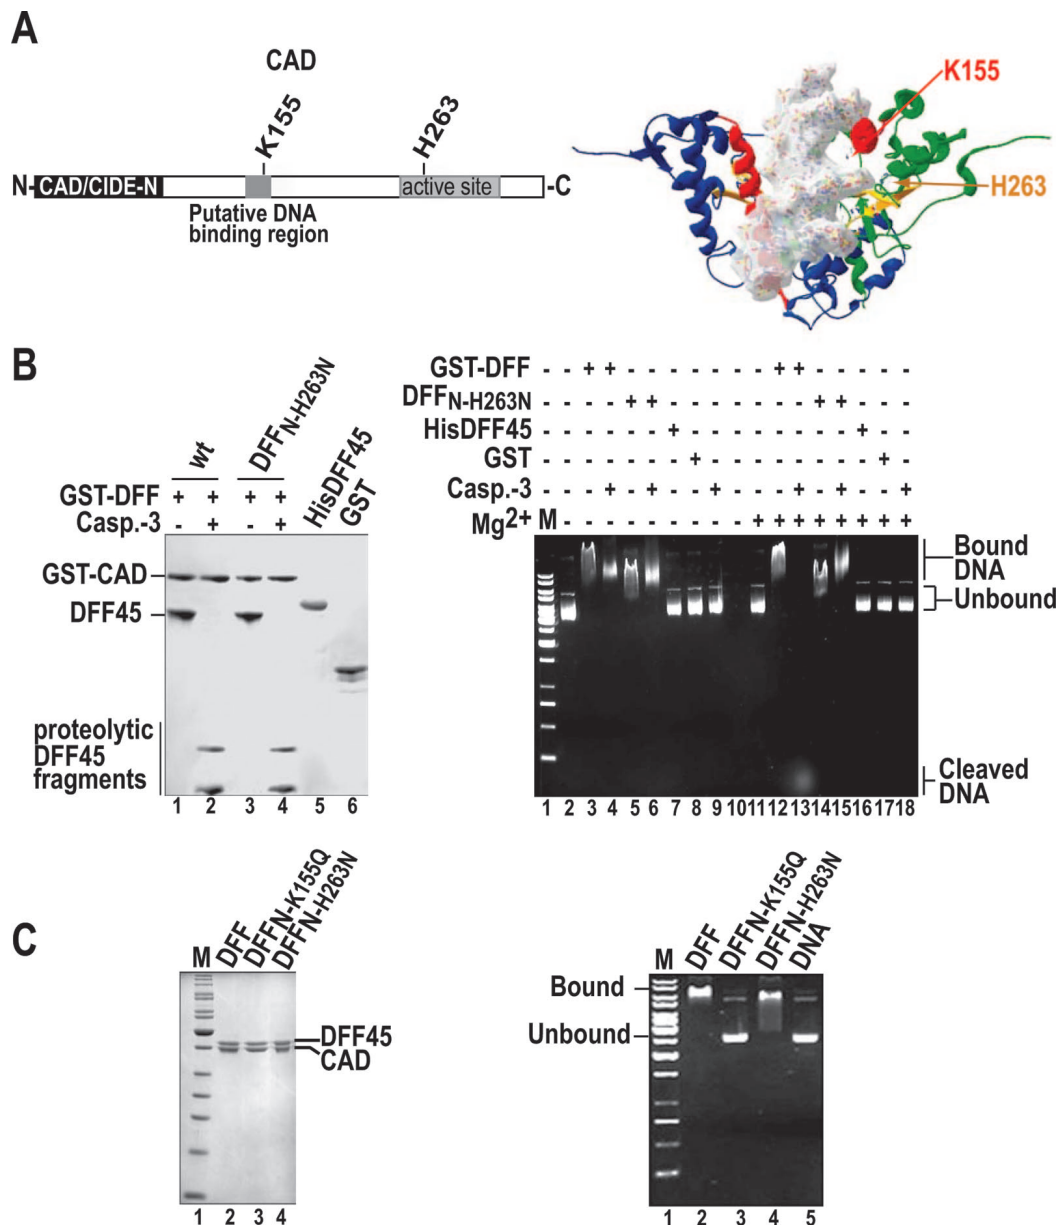 A
CAD
K155
H263
N-
CAD/CIDE-N
active site
-C
Putative DNA
binding region
K155
H263
B
wt
DFFN-H263N
HisDFF45
GST
GST-DFF + + + +
Casp.-3 - + - +
GST-CAD
DFF45
proteolytic
DFF45
fragments
1 2 3 4 5 6
GST-DFF - - + + - - - - - - - + + - - - - -
DFFN-H263N - - - - + + - - - - - - - + + - - -
HisDFF45 - - - - - - + - - - - - - - - + - -
GST - - - - - - - + - - - - - - - - + -
Casp.-3 - - - + - + - - + - - - + - + - - +
Mg2+ M - - - - - - - - - + + + + + + + +
Bound
DNA
Unbound
Cleaved
DNA
1 2 3 4 5 6 7 8 9 10 11 12 13 14 15 16 17 18
C
M
DFF
DFFN-K155Q
DFFN-H263N
DFF45
CAD
1 2 3 4
M
DFF
DFFN-K155Q
DFFN-H263N
DNA
Bound
Unbound
1 2 3 4 5